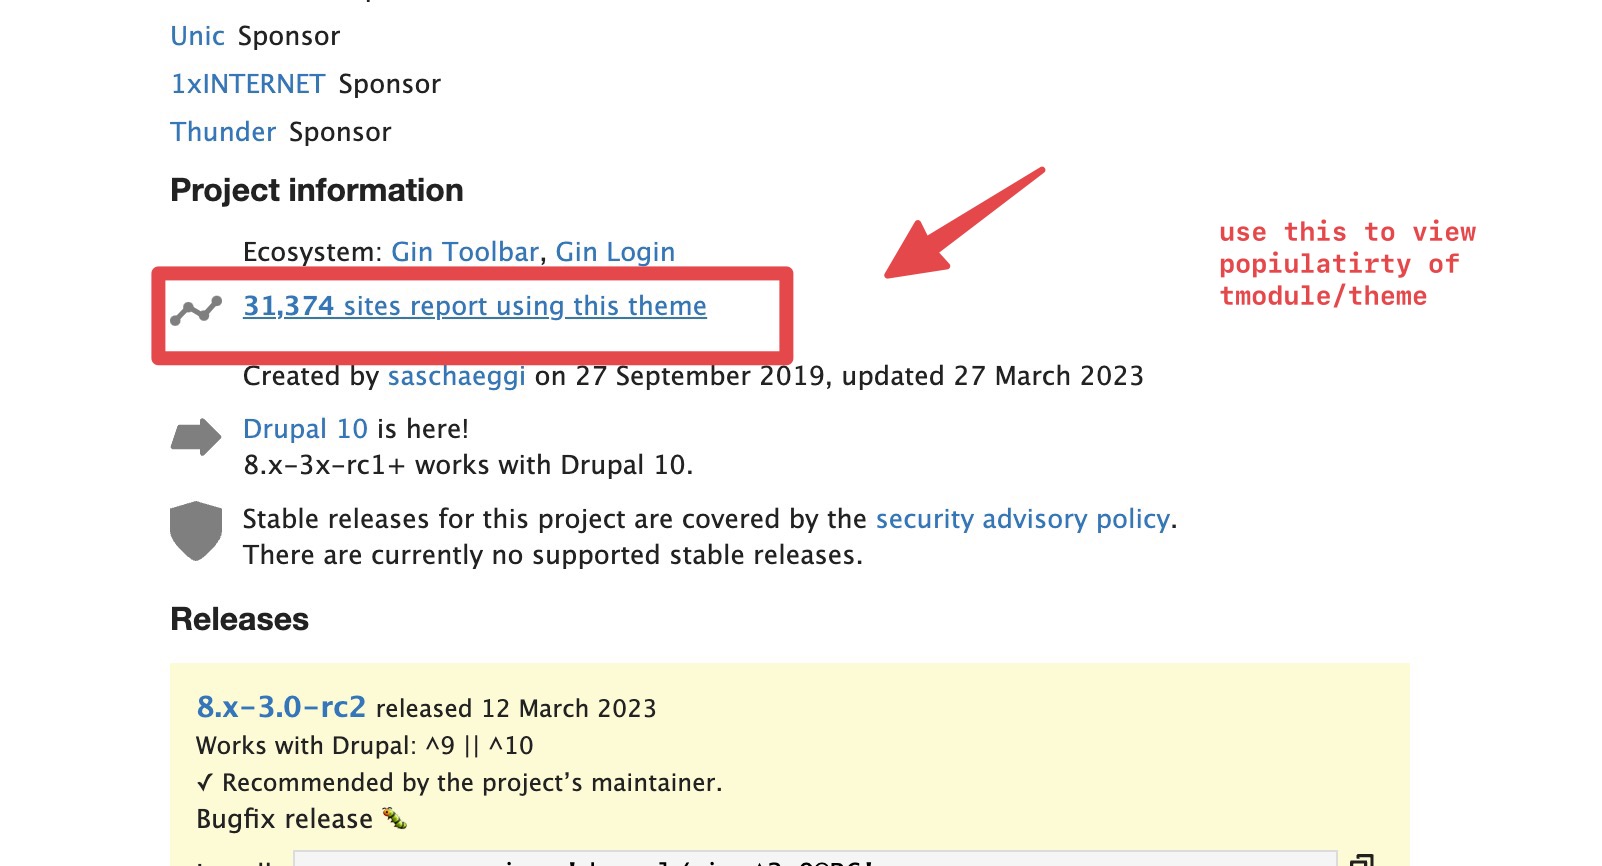 Unic Sponsor
1xINTERNET Sponsor
Thunder Sponsor
Project information
Ecosystem: Gin Toolbar, Gin Login
31,374 sites report using this theme
use this to view
popiulatirty of
tmodule/theme
Created by saschaeggi on 27 September 2019, updated 27 March 2023
Drupal 10 is here!
8.x-3x-rc1+ works with Drupal 10.
Stable releases for this project are covered by the security advisory policy.
There are currently no supported stable releases.
Releases
8.x-3.0-rc2 released 12 March 2023
Works with Drupal: ^9 || ^10
✓ Recommended by the project’s maintainer.
Bugfix release 🐛